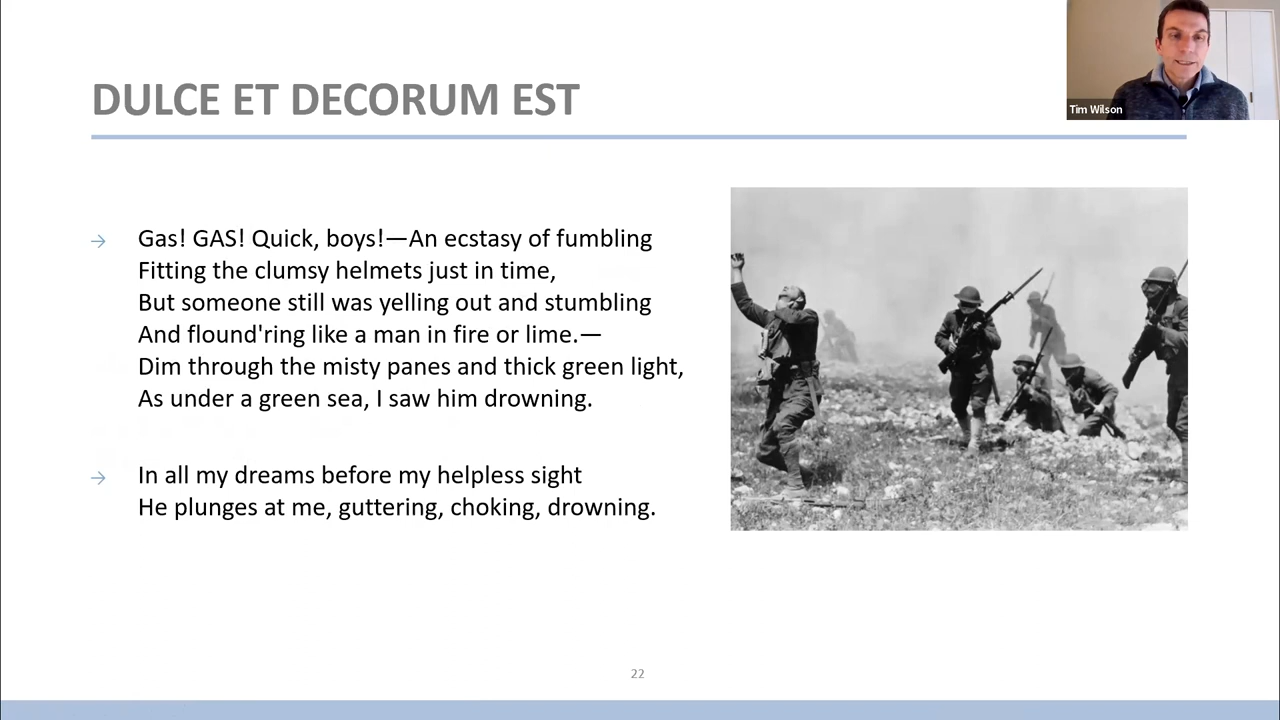 DULCE ET DECORUM EST
Tim Wilson
→ Gas! GAS! Quick, boys!—An ecstasy of fumbling
Fitting the clumsy helmets just in time,
But someone still was yelling out and stumbling
And flound'ring like a man in fire or lime.—
Dim through the misty panes and thick green light,
As under a green sea, I saw him drowning.
→ In all my dreams before my helpless sight
He plunges at me, guttering, choking, drowning.
22